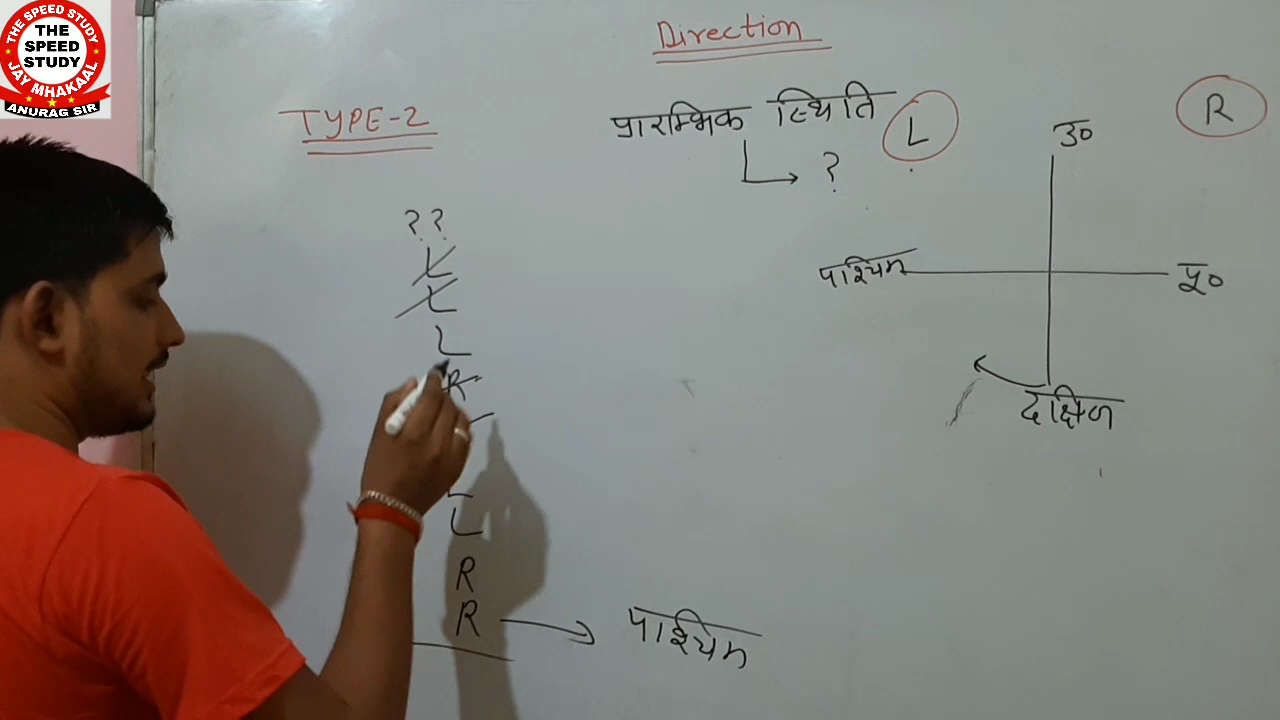 THE SPEED STUDY
THE
SPEED
STUDY
JAY MHAKAAL
ANURAG SIR
Direction
TYPE-2
प्रारम्भिक स्थिति
?
L
R
उ०
पश्चिम
पू०
दक्षिण
? ?
L
L
L
R
L
R
R
पश्चिम